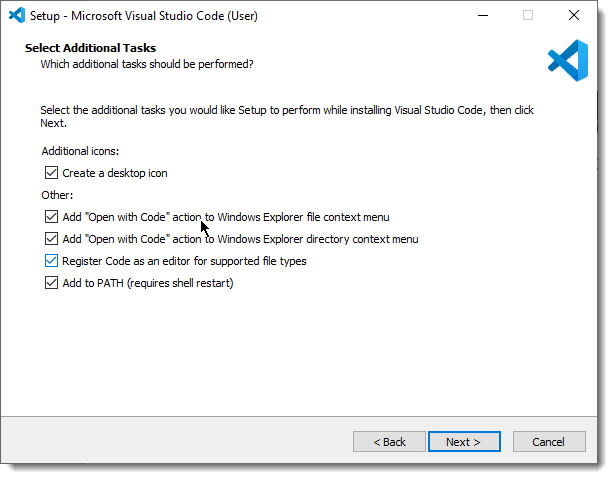 Setup - Microsoft Visual Studio Code (User)
Select Additional Tasks
Which additional tasks should be performed?
Select the additional tasks you would like Setup to perform while installing Visual Studio Code, then click
Next.
Additional icons:
Create a desktop icon
Other:
Add "Open with Code" action to Windows Explorer file context menu
Add "Open with Code" action to Windows Explorer directory context menu
Register Code as an editor for supported file types
Add to PATH (requires shell restart)
< Back Next > Cancel